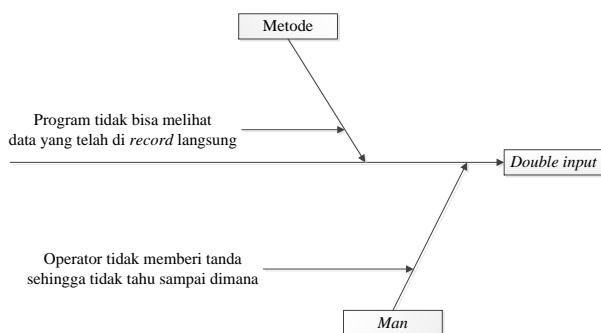 Metode
Program tidak bisa melihat
data yang telah di record langsung
Double input
Operator tidak memberi tanda
sehingga tidak tahu sampai dimana
Man